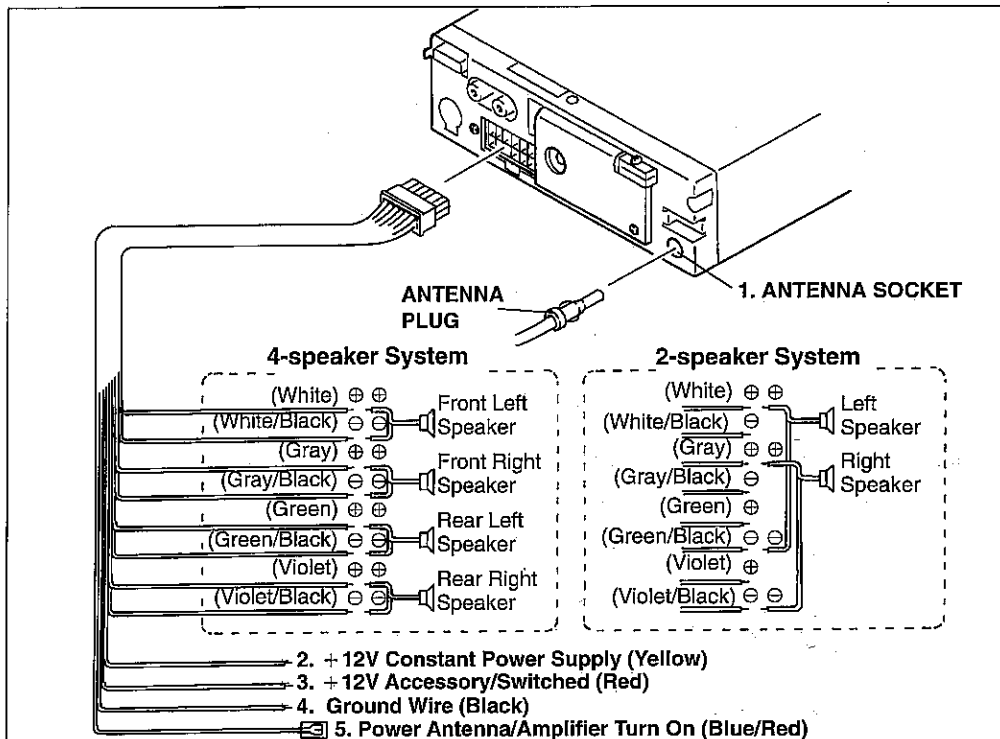 ANTENNA
PLUG
1. ANTENNA SOCKET
4-speaker System
(White) ⊕ ⊕
(White/Black) ⊖ ⊖
Front Left
Speaker
(Gray) ⊕ ⊕
(Gray/Black) ⊖ ⊖
Front Right
Speaker
(Green) ⊕ ⊕
(Green/Black) ⊖ ⊖
Rear Left
Speaker
(Violet) ⊕ ⊕
(Violet/Black) ⊖ ⊖
Rear Right
Speaker
2-speaker System
(White) ⊕ ⊕
(White/Black) ⊖
Left
Speaker
(Gray) ⊕ ⊕
(Gray/Black) ⊖
Right
Speaker
(Green) ⊕
(Green/Black) ⊖ ⊖
(Violet) ⊕
(Violet/Black) ⊖ ⊖
2. +12V Constant Power Supply (Yellow)
3. +12V Accessory/Switched (Red)
4. Ground Wire (Black)
5. Power Antenna/Amplifier Turn On (Blue/Red)